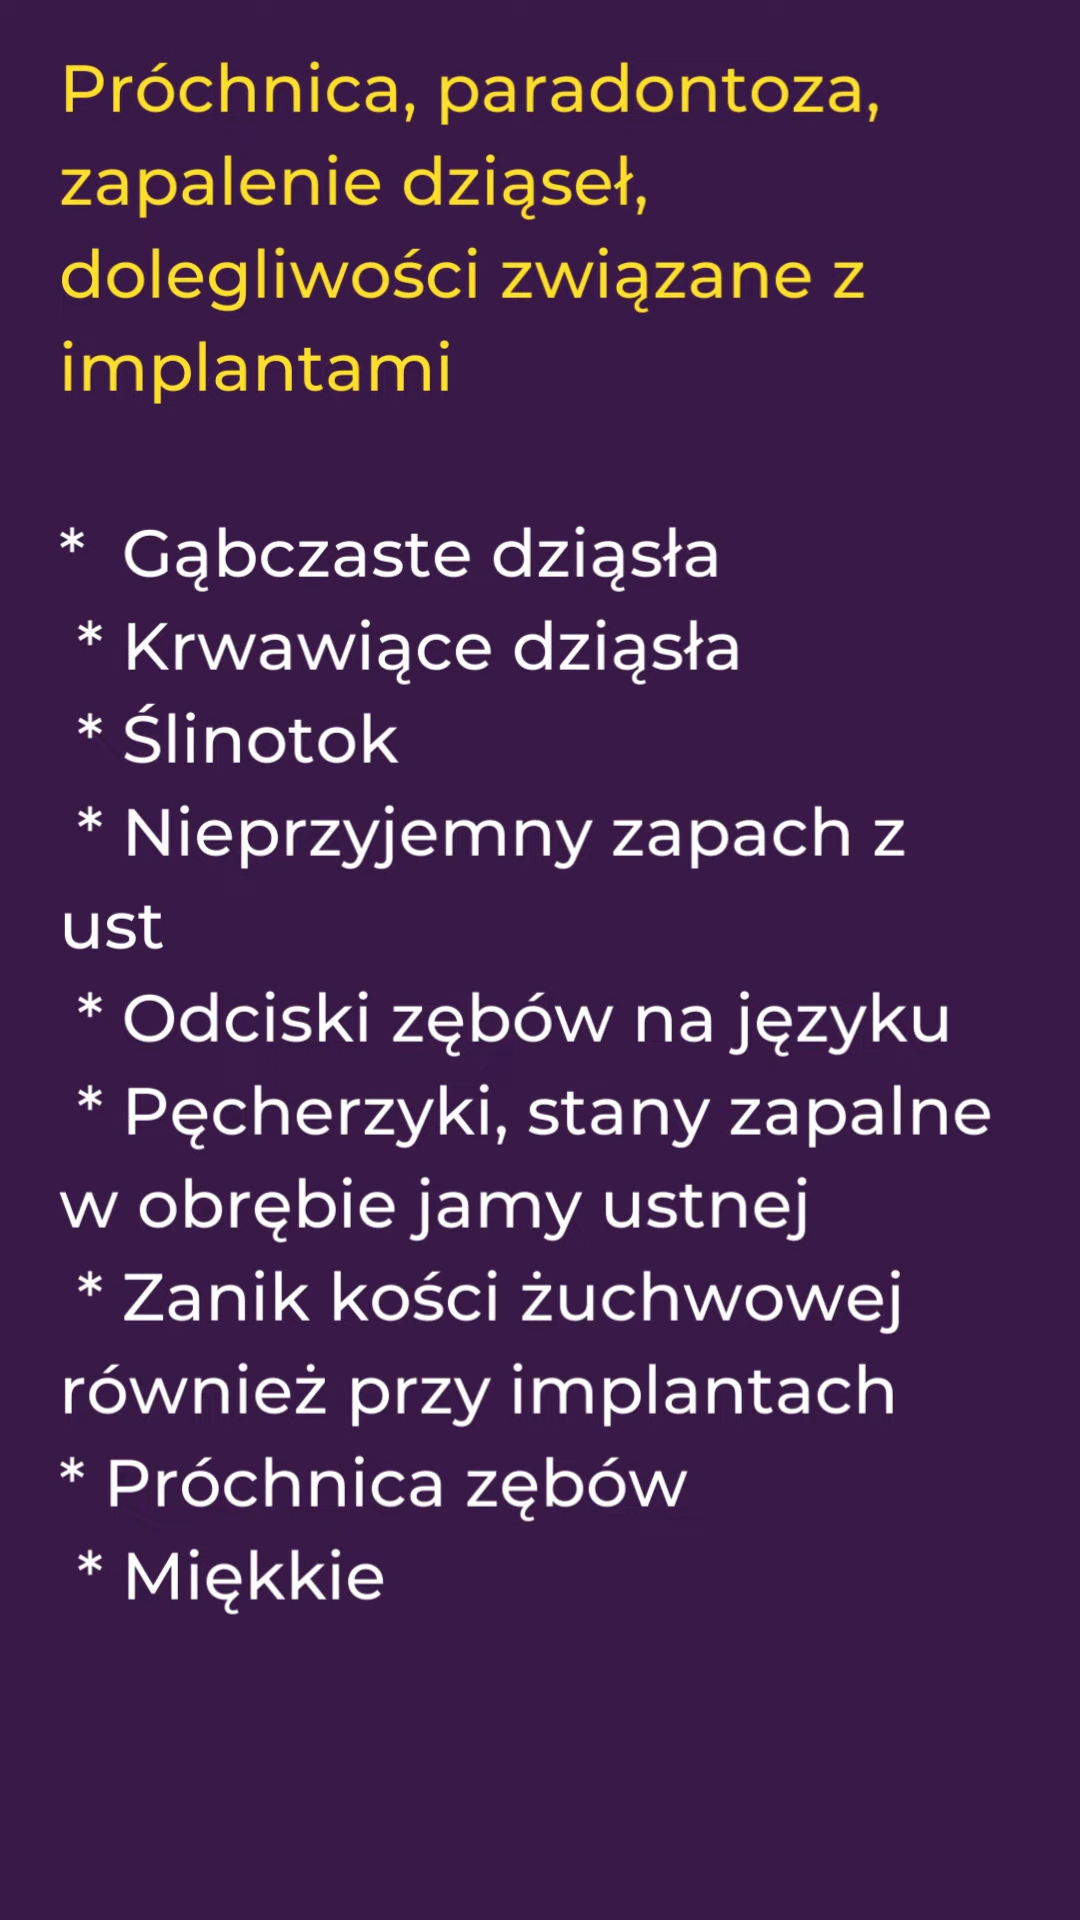 Próchnica, paradontoza,
zapalenie dziąseł,
dolegliwości związane z
implantami
* Gąbczaste dziąsła
* Krwawiące dziąsła
* Ślinotok
* Nieprzyjemny zapach z
ust
* Odciski zębów na języku
* Pęcherzyki, stany zapalne
w obrębie jamy ustnej
* Zanik kości żuchwowej
również przy implantach
* Próchnica zębów
* Miękkie